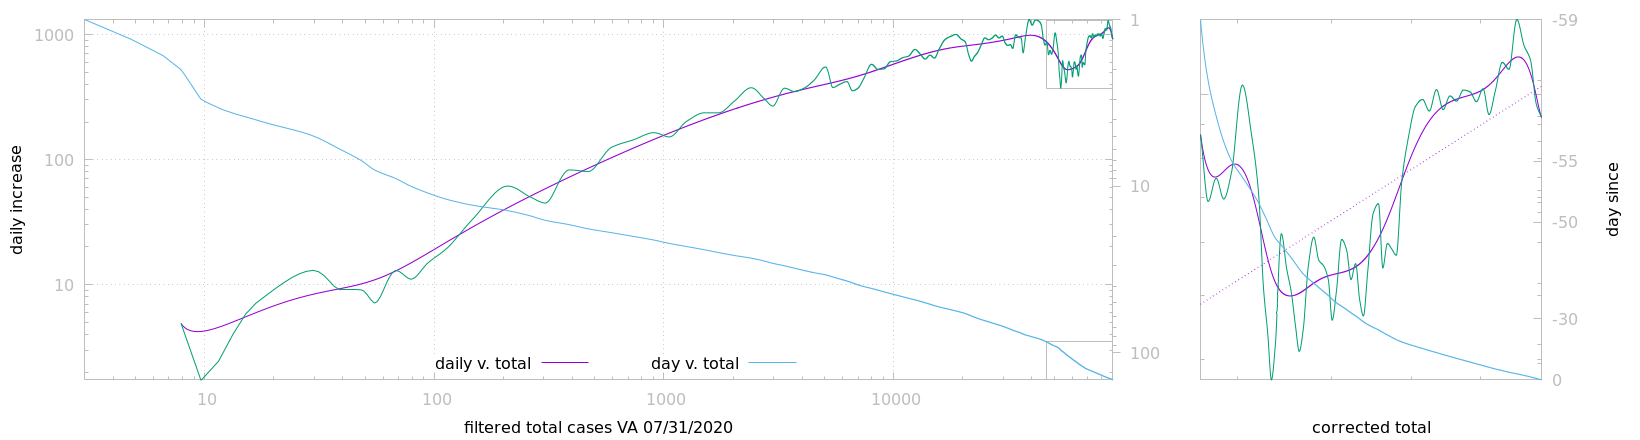 1000
100
10
daily increase
10
100
1000
10000
filtered total cases VA 07/31/2020
daily v. total
day v. total
1
10
100
-59
-55
-50
-30
0
day since
corrected total